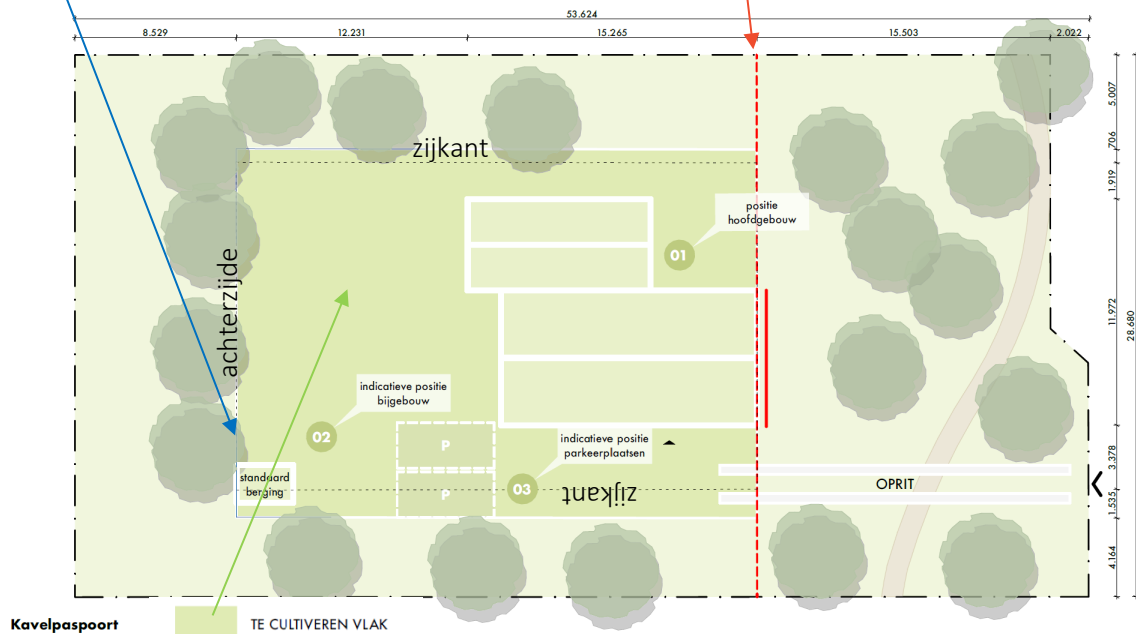 53.624
8.529
12.231
15.265
15.503
2.022
5.007
zijkant
706
1.919
positie
hoofdgebouw
01
achterzijde
11.972
28.680
indicatieve positie
bijgebouw
02
P
indicatieve positie
parkeerplaatsen
3.378
standaard
berging
P
03
zijkant
OPRIT
1.535
4.164
Kavelpaspoort
TE CULTIVEREN VLAK